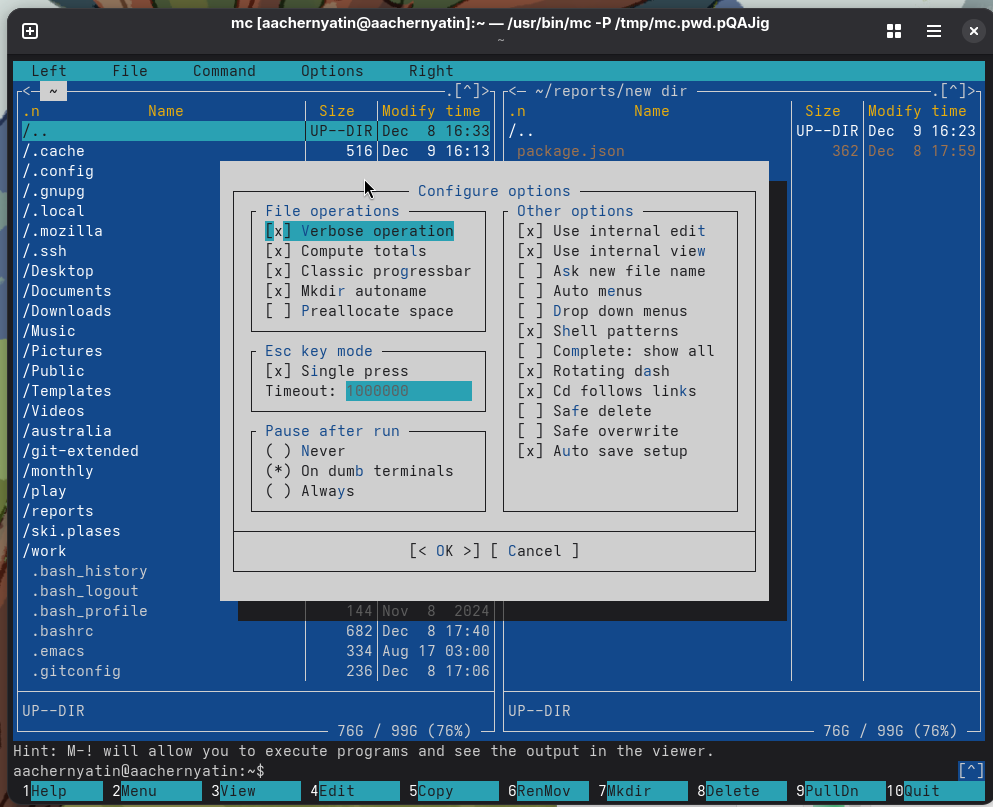 mc [aachernyatin@aachernyatin]:~ — /usr/bin/mc -P /tmp/mc.pwd.pQAJig
~
Left File Command Options Right
<─ ~ .[^]>
.n Name Size Modify time
/.. UP--DIR Dec 8 16:33
/.cache 516 Dec 9 16:13
/.config
/.gnupg
/.local
/.mozilla
/.ssh
/Desktop
/Documents
/Downloads
/Music
/Pictures
/Public
/Templates
/Videos
/australia
/git-extended
/monthly
/play
/reports
/ski.plases
/work
.bash_history
.bash_logout
.bash_profile 144 Nov 8 2024
.bashrc 682 Dec 8 17:40
.emacs 334 Aug 17 03:00
.gitconfig 236 Dec 8 17:06
UP--DIR
76G / 99G (76%)
<─ ~/reports/new dir .[^]>
.n Name Size Modify time
/.. UP--DIR Dec 9 16:23
package.json 362 Dec 8 17:59
UP--DIR
76G / 99G (76%)
Configure options
File operations
[x] Verbose operation
[x] Compute totals
[x] Classic progressbar
[x] Mkdir autoname
[ ] Preallocate space
Esc key mode
[x] Single press
Timeout: 1000000
Pause after run
( ) Never
(*) On dumb terminals
( ) Always
Other options
[x] Use internal edit
[x] Use internal view
[ ] Ask new file name
[ ] Auto menus
[ ] Drop down menus
[x] Shell patterns
[ ] Complete: show all
[x] Rotating dash
[x] Cd follows links
[ ] Safe delete
[ ] Safe overwrite
[x] Auto save setup
[< OK >] [ Cancel ]
Hint: M-! will allow you to execute programs and see the output in the viewer.
aachernyatin@aachernyatin:~$ [^]
1Help 2Menu 3View 4Edit 5Copy 6RenMov 7Mkdir 8Delete 9PullDn 10Quit